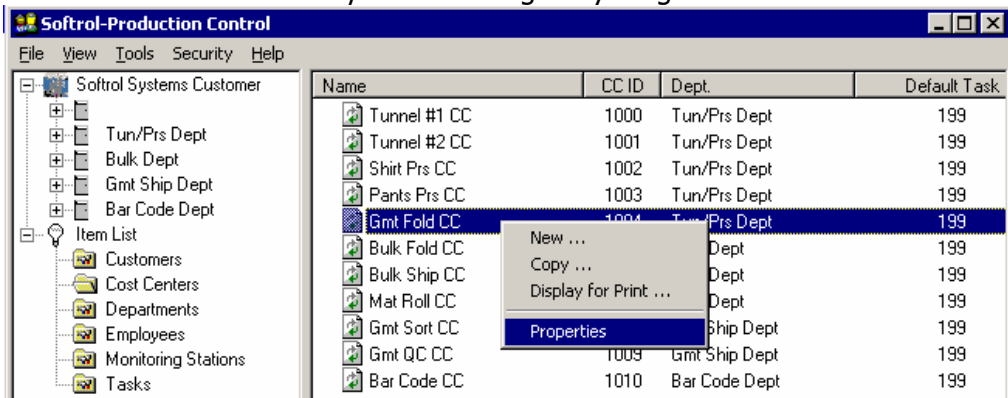 Softrol-Production Control
File View Tools Security Help
Softrol Systems Customer
Tun/Prs Dept
Bulk Dept
Gmt Ship Dept
Bar Code Dept
Item List
Customers
Cost Centers
Departments
Employees
Monitoring Stations
Tasks
Name CC ID Dept. Default Task
Tunnel #1 CC 1000 Tun/Prs Dept 199
Tunnel #2 CC 1001 Tun/Prs Dept 199
Shirt Prs CC 1002 Tun/Prs Dept 199
Pants Prs CC 1003 Tun/Prs Dept 199
Gmt Fold CC 1004 Tun/Prs Dept 199
Bulk Fold CC Dept 199
Bulk Ship CC Dept 199
Mat Roll CC Dept 199
Gmt Sort CC Ship Dept 199
Gmt QC CC 1009 Gmt Ship Dept 199
Bar Code CC 1010 Bar Code Dept 199
New ...
Copy ...
Display for Print ...
Properties